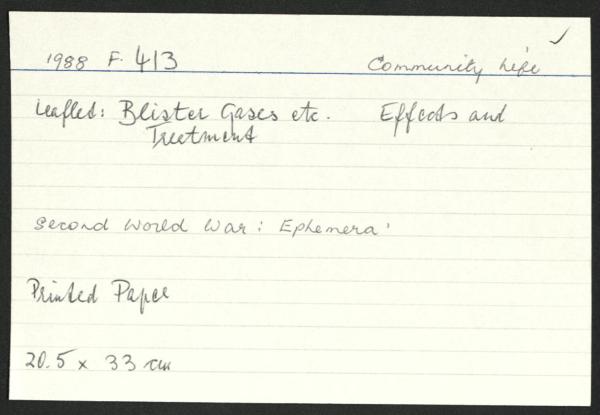 1988 F. 413 Community Life
Leaflet: Blister Gases etc. Effects and
Treatment
Second World War: Ephemera
Printed Paper
20.5 x 33 cm